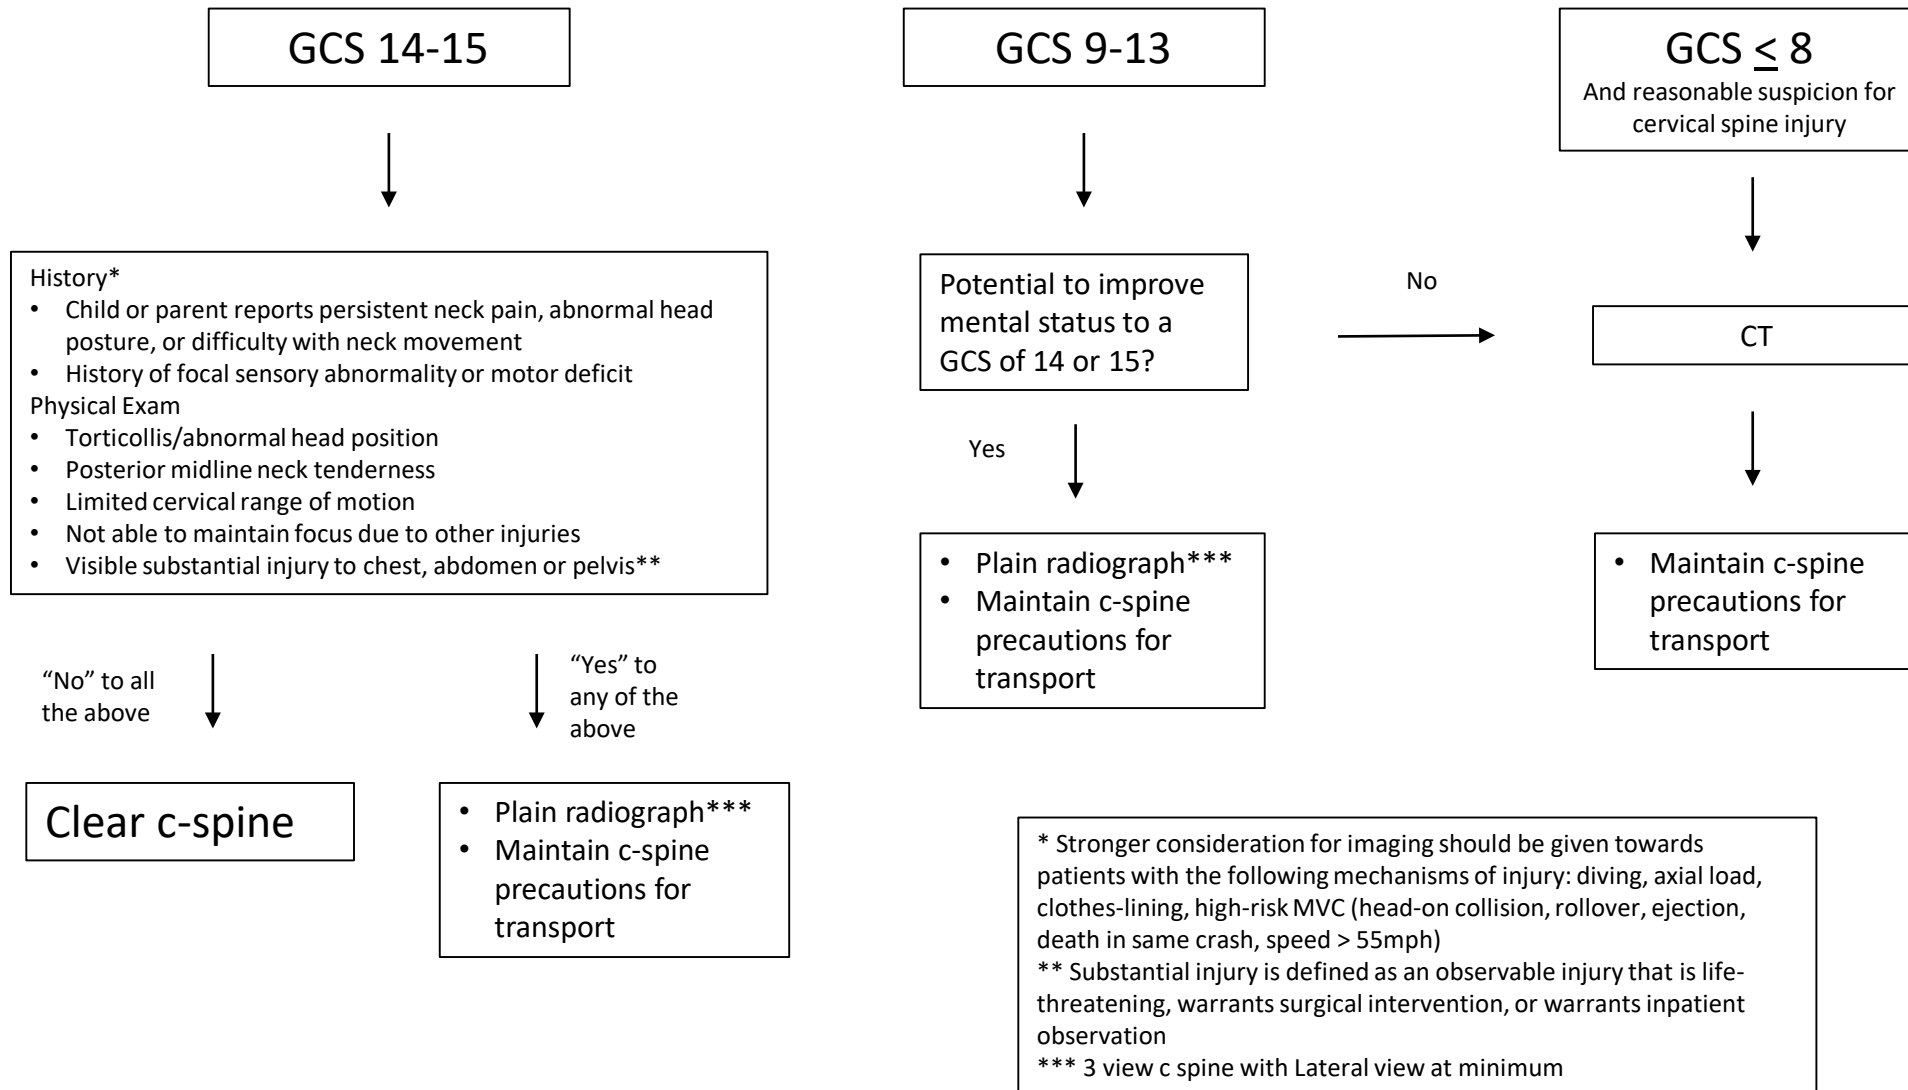 GCS 14-15
History*
• Child or parent reports persistent neck pain, abnormal head
posture, or difficulty with neck movement
• History of focal sensory abnormality or motor deficit
Physical Exam
• Torticollis/abnormal head position
• Posterior midline neck tenderness
• Limited cervical range of motion
• Not able to maintain focus due to other injuries
• Visible substantial injury to chest, abdomen or pelvis**
“No” to all
the above
“Yes” to
any of the
above
Clear c-spine
• Plain radiograph***
• Maintain c-spine
precautions for
transport
GCS 9-13
Potential to improve
mental status to a
GCS of 14 or 15?
No
Yes
• Plain radiograph***
• Maintain c-spine
precautions for
transport
GCS ≤ 8
And reasonable suspicion for
cervical spine injury
CT
• Maintain c-spine
precautions for
transport
* Stronger consideration for imaging should be given towards
patients with the following mechanisms of injury: diving, axial load,
clothes-lining, high-risk MVC (head-on collision, rollover, ejection,
death in same crash, speed > 55mph)
** Substantial injury is defined as an observable injury that is life-
threatening, warrants surgical intervention, or warrants inpatient
observation
*** 3 view c spine with Lateral view at minimum